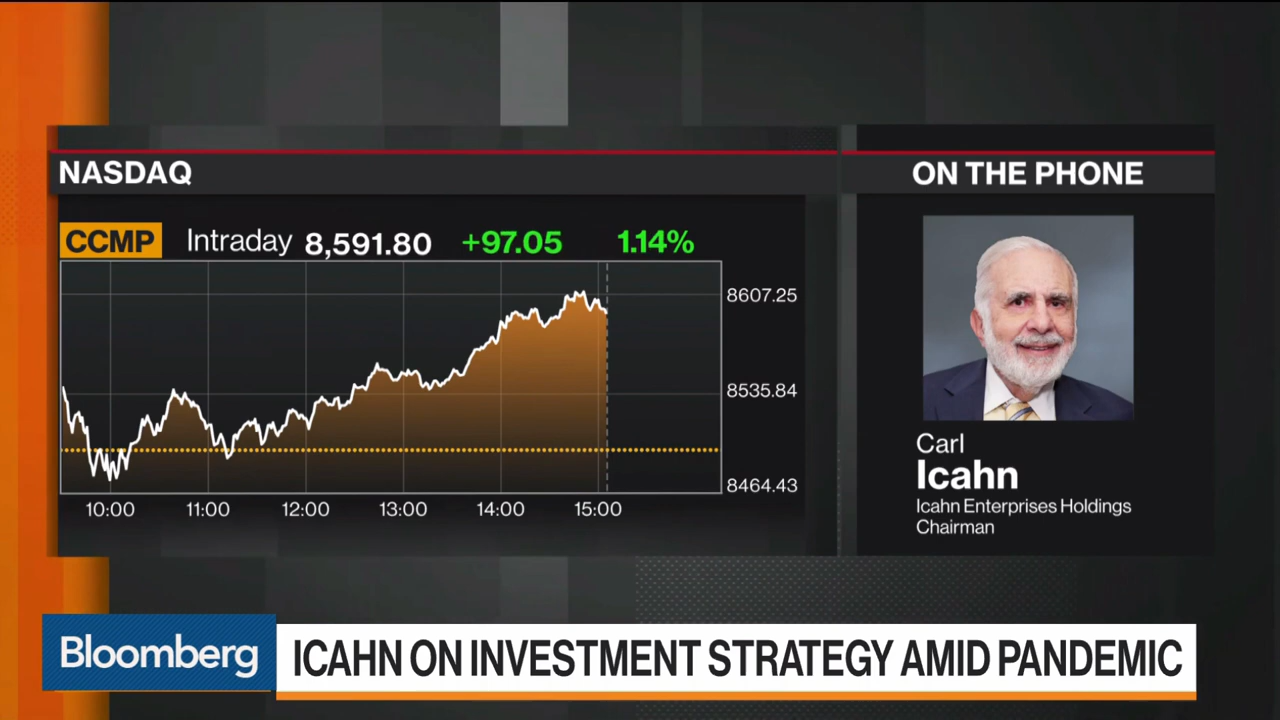 NASDAQ
CCMP Intraday 8,591.80 +97.05 1.14%
8607.25
8535.84
8464.43
10:00 11:00 12:00 13:00 14:00 15:00
ON THE PHONE
Carl
Icahn
Icahn Enterprises Holdings
Chairman
Bloomberg
ICAHN ON INVESTMENT STRATEGY AMID PANDEMIC